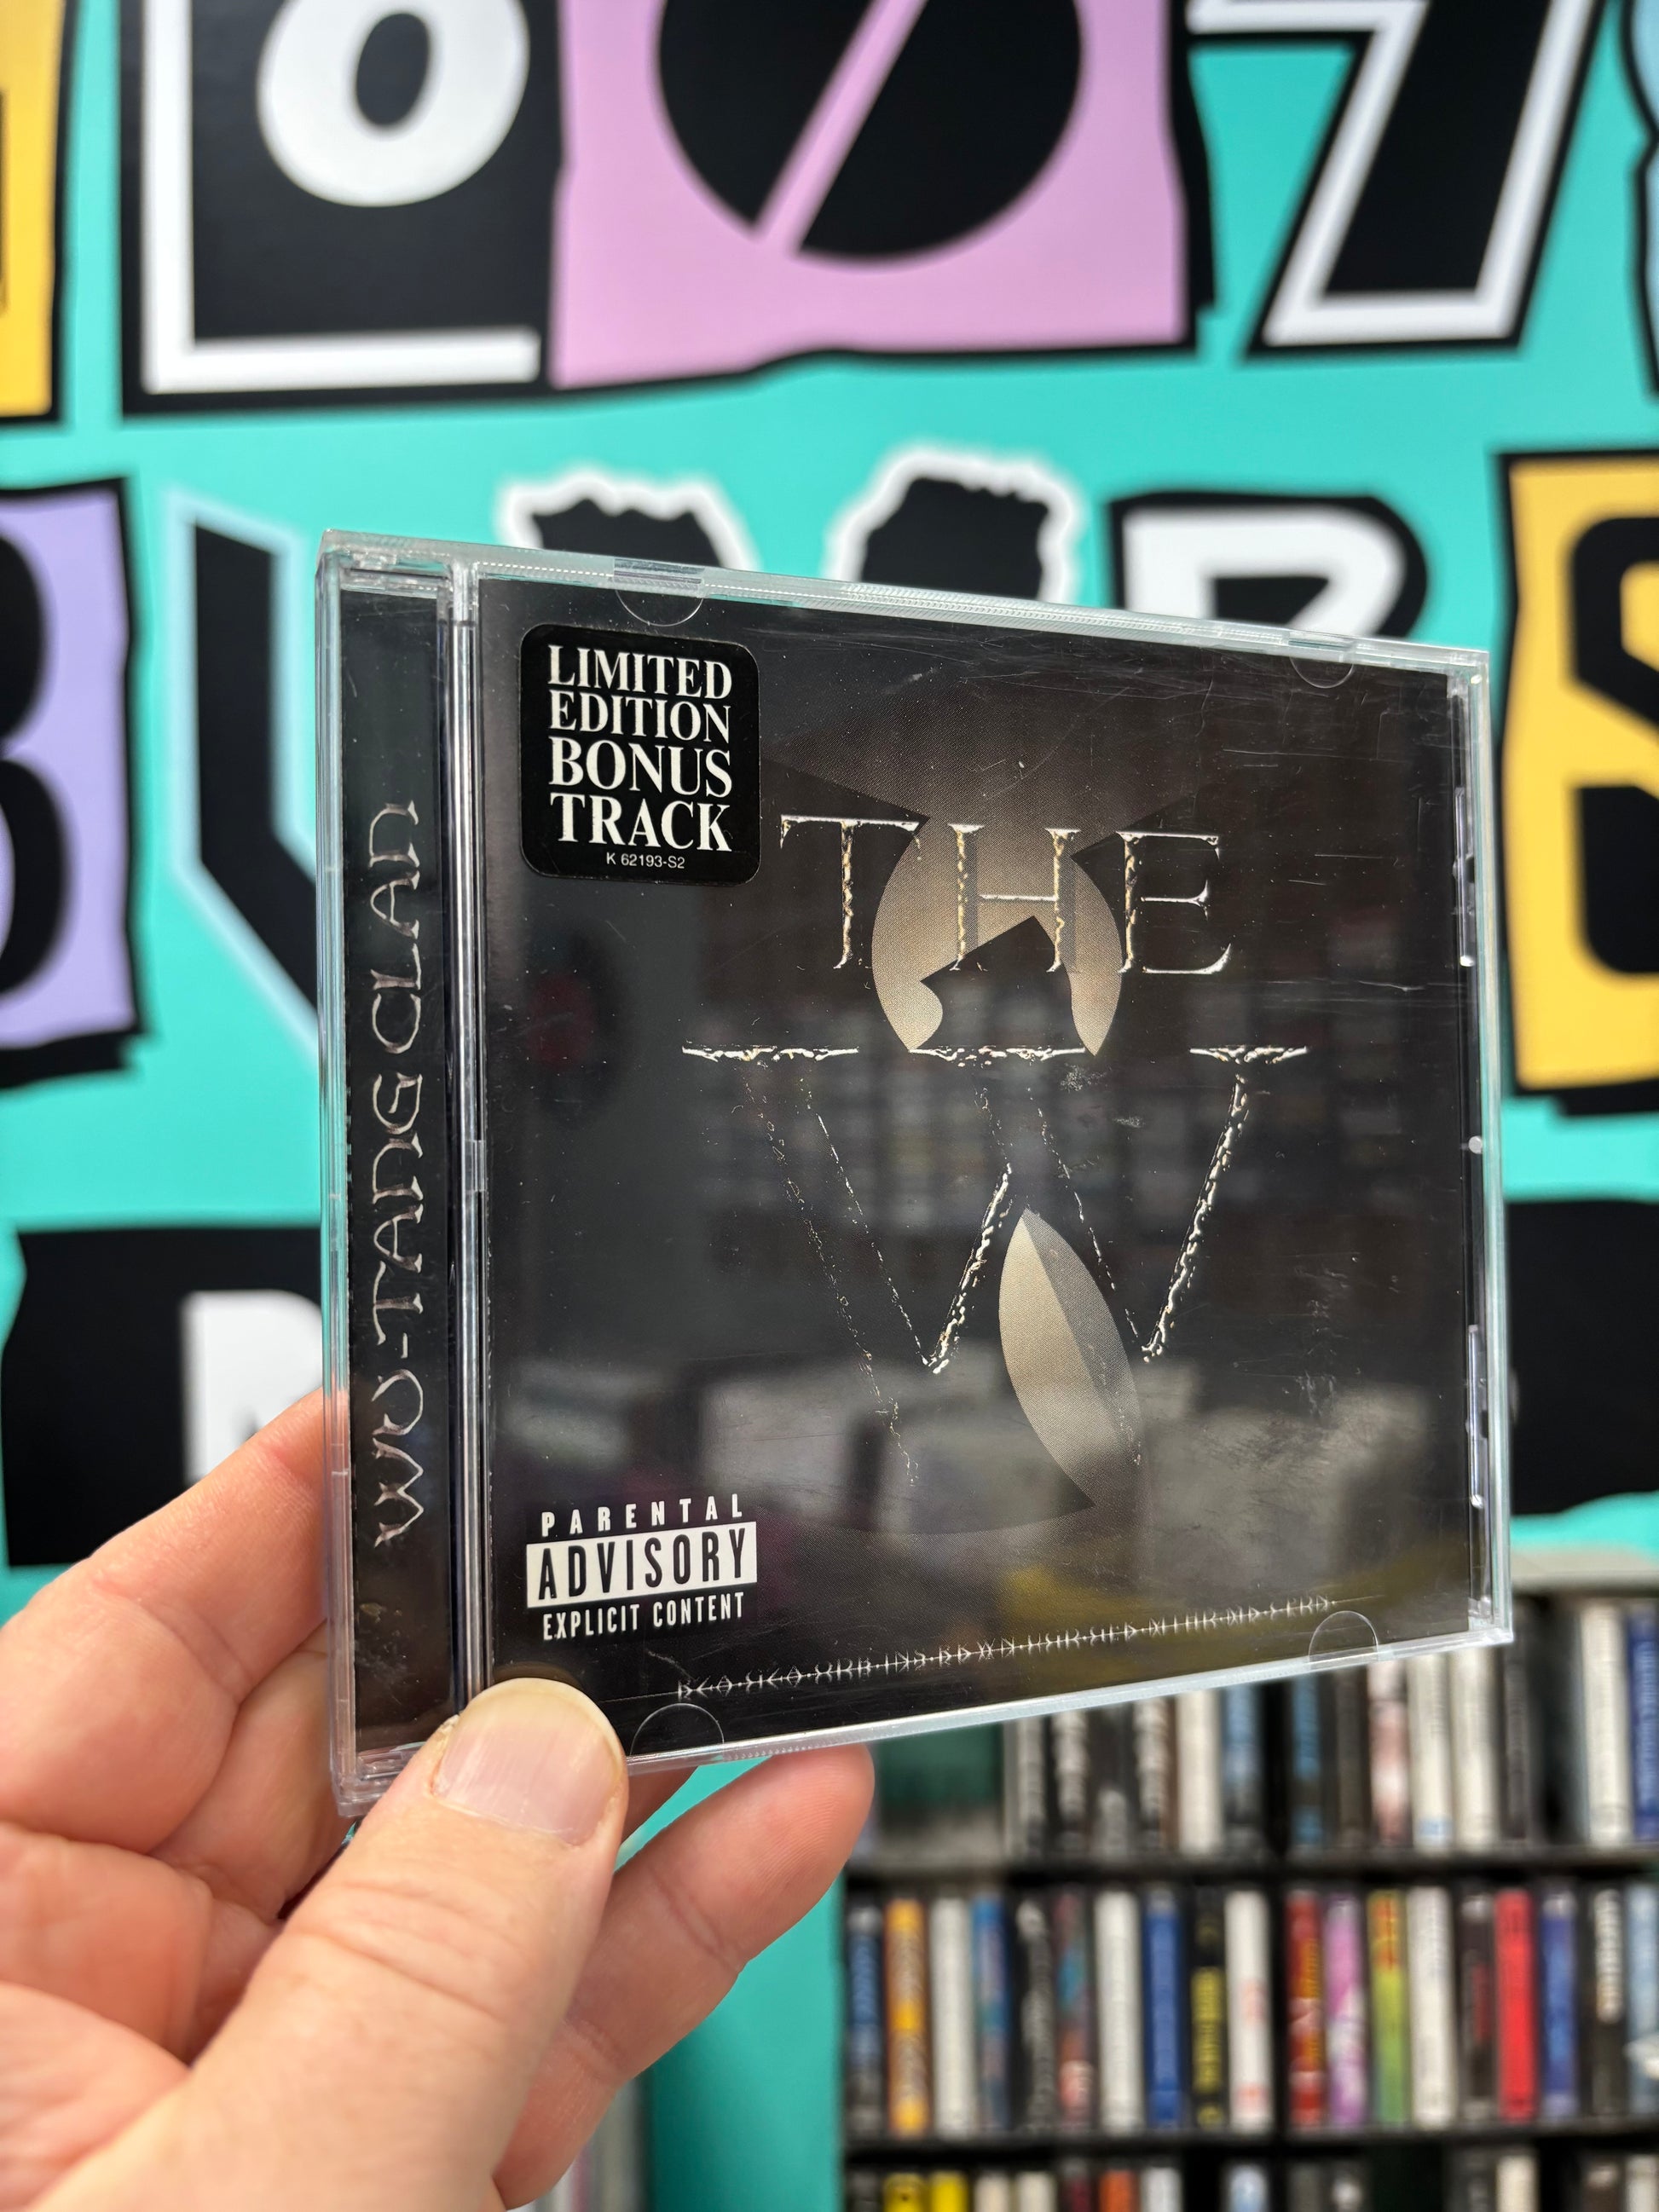 LIMITED
EDITION
BONUS
TRACK
K 62193-S2
THE
W
WU-TANG CLAN
PARENTAL
ADVISORY
EXPLICIT CONTENT